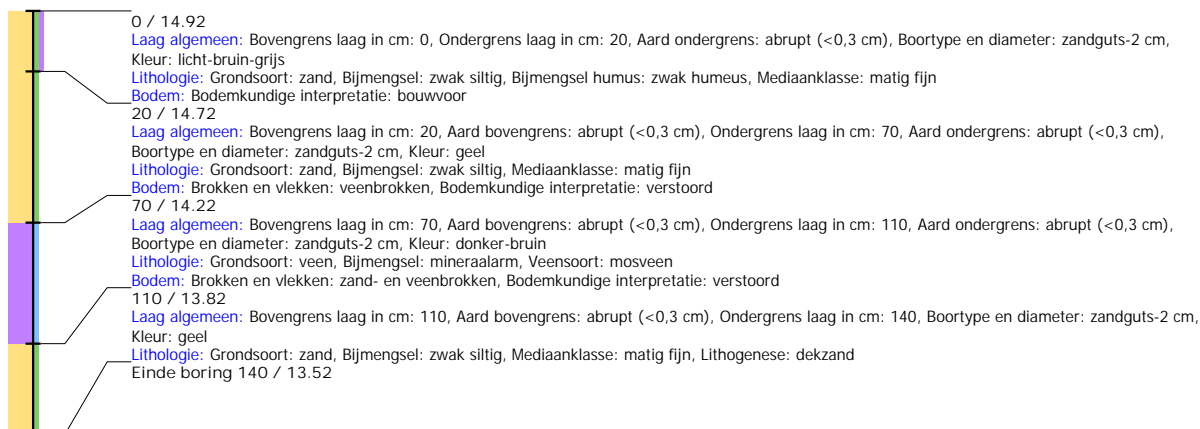 0 / 14.92
Laag algemeen: Bovengrens laag in cm: 0, Ondergrens laag in cm: 20, Aard ondergrens: abrupt (<0,3 cm), Boortype en diameter: zandguts-2 cm,
Kleur: licht-bruin-grijs
Lithologie: Grondsoort: zand, Bijmengsel: zwak siltig, Bijmengsel humus: zwak humeus, Mediaanklasse: matig fijn
Bodem: Bodemkundige interpretatie: bouwvoor
20 / 14.72
Laag algemeen: Bovengrens laag in cm: 20, Aard bovengrens: abrupt (<0,3 cm), Ondergrens laag in cm: 70, Aard ondergrens: abrupt (<0,3 cm),
Boortype en diameter: zandguts-2 cm, Kleur: geel
Lithologie: Grondsoort: zand, Bijmengsel: zwak siltig, Mediaanklasse: matig fijn
Bodem: Brokken en vlekken: veenbrokken, Bodemkundige interpretatie: verstoord
70 / 14.22
Laag algemeen: Bovengrens laag in cm: 70, Aard bovengrens: abrupt (<0,3 cm), Ondergrens laag in cm: 110, Aard ondergrens: abrupt (<0,3 cm),
Boortype en diameter: zandguts-2 cm, Kleur: donker-bruin
Lithologie: Grondsoort: veen, Bijmengsel: mineraalarm, Veensoort: mosveen
Bodem: Brokken en vlekken: zand- en veenbrokken, Bodemkundige interpretatie: verstoord
110 / 13.82
Laag algemeen: Bovengrens laag in cm: 110, Aard bovengrens: abrupt (<0,3 cm), Ondergrens laag in cm: 140, Boortype en diameter: zandguts-2 cm,
Kleur: geel
Lithologie: Grondsoort: zand, Bijmengsel: zwak siltig, Mediaanklasse: matig fijn, Lithogenese: dekzand
Einde boring 140 / 13.52